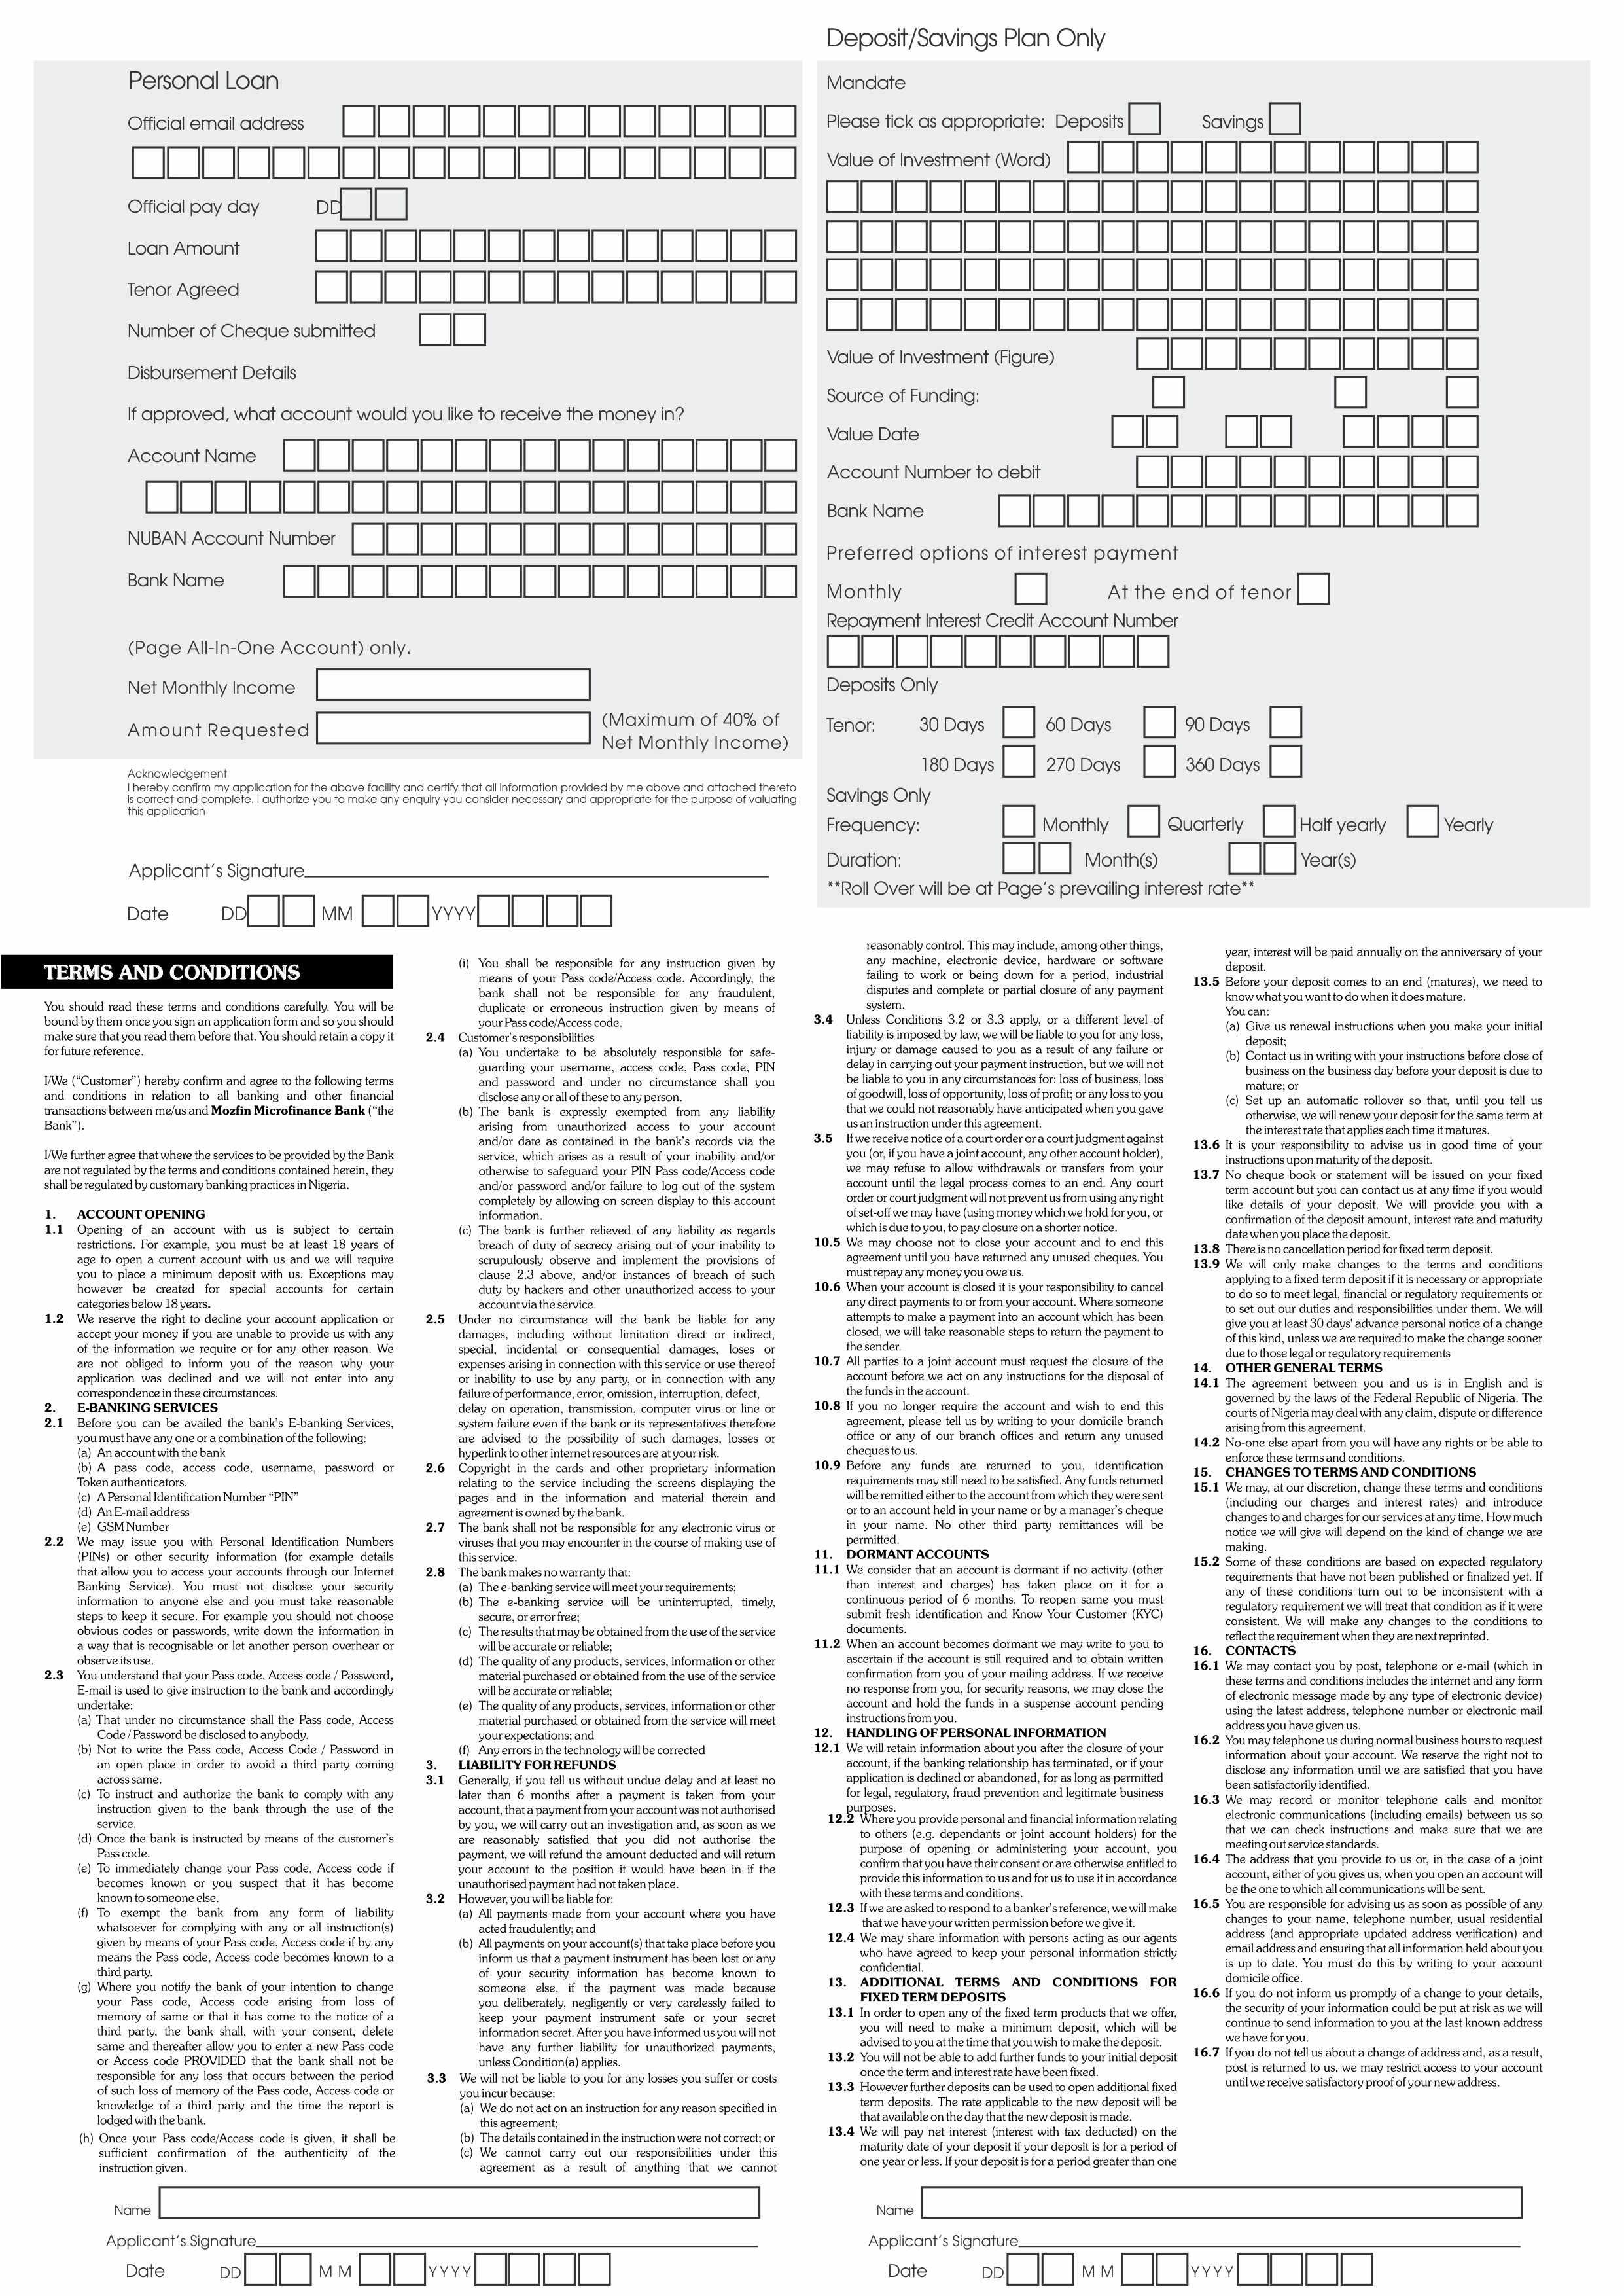 Personal Loan
Official email address
Official pay day DD
Loan Amount
Tenor Agreed
Number of Cheque submitted
Disbursement Details
If approved, what account would you like to receive the money in?
Account Name
NUBAN Account Number
Bank Name
(Page All-In-One Account) only.
Net Monthly Income
Amount Requested (Maximum of 40% of
Net Monthly Income)
Acknowledgement
I hereby confirm my application for the above facility and certify that all information provided by me above and attached thereto
is correct and complete. I authorize you to make any enquiry you consider necessary and appropriate for the purpose of valuating
this application
Applicant's Signature
Date DD MM YYYY
Deposit/Savings Plan Only
Mandate
Please tick as appropriate: Deposits Savings
Value of Investment (Word)
Value of Investment (Figure)
Source of Funding:
Value Date
Account Number to debit
Bank Name
Preferred options of interest payment
Monthly At the end of tenor
Repayment Interest Credit Account Number
Deposits Only
Tenor: 30 Days 60 Days 90 Days
180 Days 270 Days 360 Days
Savings Only
Frequency: Monthly Quarterly Half yearly Yearly
Duration: Month(s) Year(s)
**Roll Over will be at Page's prevailing interest rate**
TERMS AND CONDITIONS
You should read these terms and conditions carefully. You will be
bound by them once you sign an application form and so you should
make sure that you read them before that. You should retain a copy it
for future reference.
I/We (“Customer”) hereby confirm and agree to the following terms
and conditions in relation to all banking and other financial
transactions between me/us and Mozfin Microfinance Bank (“the
Bank”).
I/We further agree that where the services to be provided by the Bank
are not regulated by the terms and conditions contained herein, they
shall be regulated by customary banking practices in Nigeria.
1. ACCOUNT OPENING
1.1 Opening of an account with us is subject to certain
restrictions. For example, you must be at least 18 years of
age to open a current account with us and we will require
you to place a minimum deposit with us. Exceptions may
however be created for special accounts for certain
categories below 18 years.
1.2 We reserve the right to decline your account application or
accept your money if you are unable to provide us with any
of the information we require or for any other reason. We
are not obliged to inform you of the reason why your
application was declined and we will not enter into any
correspondence in these circumstances.
2. E-BANKING SERVICES
2.1 Before you can be availed the bank's E-banking Services,
you must have any one or a combination of the following:
(a) An account with the bank
(b) A pass code, access code, username, password or
Token authenticators.
(c) A Personal Identification Number “PIN”
(d) An E-mail address
(e) GSM Number
2.2 We may issue you with Personal Identification Numbers
(PINs) or other security information (for example details
that allow you to access your accounts through our Internet
Banking Service). You must not disclose your security
information to anyone else and you must take reasonable
steps to keep it secure. For example you should not choose
obvious codes or passwords, write down the information in
a way that is recognisable or let another person overhear or
observe its use.
2.3 You understand that your Pass code, Access code / Password,
E-mail is used to give instruction to the bank and accordingly
undertake:
(a) That under no circumstance shall the Pass code, Access
Code / Password be disclosed to anybody.
(b) Not to write the Pass code, Access Code / Password in
an open place in order to avoid a third party coming
across same.
(c) To instruct and authorize the bank to comply with any
instruction given to the bank through the use of the
service.
(d) Once the bank is instructed by means of the customer's
Pass code.
(e) To immediately change your Pass code, Access code if
becomes known or you suspect that it has become
known to someone else.
(f) To exempt the bank from any form of liability
whatsoever for complying with any or all instruction(s)
given by means of your Pass code, Access code if by any
means the Pass code, Access code becomes known to a
third party.
(g) Where you notify the bank of your intention to change
your Pass code, Access code arising from loss of
memory of same or that it has come to the notice of a
third party, the bank shall, with your consent, delete
same and thereafter allow you to enter a new Pass code
or Access code PROVIDED that the bank shall not be
responsible for any loss that occurs between the period
of such loss of memory of the Pass code, Access code or
knowledge of a third party and the time the report is
lodged with the bank.
(h) Once your Pass code/Access code is given, it shall be
sufficient confirmation of the authenticity of the
instruction given.
(i) You shall be responsible for any instruction given by
means of your Pass code/Access code. Accordingly, the
bank shall not be responsible for any fraudulent,
duplicate or erroneous instruction given by means of
your Pass code/Access code.
2.4 Customer's responsibilities
(a) You undertake to be absolutely responsible for safe-
guarding your username, access code, Pass code, PIN
and password and under no circumstance shall you
disclose any or all of these to any person.
(b) The bank is expressly exempted from any liability
arising from unauthorized access to your account
and/or date as contained in the bank's records via the
service, which arises as a result of your inability and/or
otherwise to safeguard your PIN Pass code/Access code
and/or password and/or failure to log out of the system
completely by allowing on screen display to this account
information.
(c) The bank is further relieved of any liability as regards
breach of duty of secrecy arising out of your inability to
scrupulously observe and implement the provisions of
clause 2.3 above, and/or instances of breach of such
duty by hackers and other unauthorized access to your
account via the service.
2.5 Under no circumstance will the bank be liable for any
damages, including without limitation direct or indirect,
special, incidental or consequential damages, loses or
expenses arising in connection with this service or use thereof
or inability to use by any party, or in connection with any
failure of performance, error, omission, interruption, defect,
delay on operation, transmission, computer virus or line or
system failure even if the bank or its representatives therefore
are advised to the possibility of such damages, losses or
hyperlink to other internet resources are at your risk.
2.6 Copyright in the cards and other proprietary information
relating to the service including the screens displaying the
pages and in the information and material therein and
agreement is owned by the bank.
2.7 The bank shall not be responsible for any electronic virus or
viruses that you may encounter in the course of making use of
this service.
2.8 The bank makes no warranty that:
(a) The e-banking service will meet your requirements;
(b) The e-banking service will be uninterrupted, timely,
secure, or error free;
(c) The results that may be obtained from the use of the service
will be accurate or reliable;
(d) The quality of any products, services, information or other
material purchased or obtained from the use of the service
will be accurate or reliable;
(e) The quality of any products, services, information or other
material purchased or obtained from the service will meet
your expectations; and
(f) Any errors in the technology will be corrected
3. LIABILITY FOR REFUNDS
3.1 Generally, if you tell us without undue delay and at least no
later than 6 months after a payment is taken from your
account, that a payment from your account was not authorised
by you, we will carry out an investigation and, as soon as we
are reasonably satisfied that you did not authorise the
payment, we will refund the amount deducted and will return
your account to the position it would have been in if the
unauthorised payment had not taken place.
3.2 However, you will be liable for:
(a) All payments made from your account where you have
acted fraudulently; and
(b) All payments on your account(s) that take place before you
inform us that a payment instrument has been lost or any
of your security information has become known to
someone else, if the payment was made because
you deliberately, negligently or very carelessly failed to
keep your payment instrument safe or your secret
information secret. After you have informed us you will not
have any further liability for unauthorized payments,
unless Condition(a) applies.
3.3 We will not be liable to you for any losses you suffer or costs
you incur because:
(a) We do not act on an instruction for any reason specified in
this agreement;
(b) The details contained in the instruction were not correct; or
(c) We cannot carry out our responsibilities under this
agreement as a result of anything that we cannot
reasonably control. This may include, among other things,
any machine, electronic device, hardware or software
failing to work or being down for a period, industrial
disputes and complete or partial closure of any payment
system.
3.4 Unless Conditions 3.2 or 3.3 apply, or a different level of
liability is imposed by law, we will be liable to you for any loss,
injury or damage caused to you as a result of any failure or
delay in carrying out your payment instruction, but we will not
be liable to you in any circumstances for: loss of business, loss
of goodwill, loss of opportunity, loss of profit; or any loss to you
that we could not reasonably have anticipated when you gave
us an instruction under this agreement.
3.5 If we receive notice of a court order or a court judgment against
you (or, if you have a joint account, any other account holder),
we may refuse to allow withdrawals or transfers from your
account until the legal process comes to an end. Any court
order or court judgment will not prevent us from using any right
of set-off we may have (using money which we hold for you, or
which is due to you, to pay closure on a shorter notice.
10.5 We may choose not to close your account and to end this
agreement until you have returned any unused cheques. You
must repay any money you owe us.
10.6 When your account is closed it is your responsibility to cancel
any direct payments to or from your account. Where someone
attempts to make a payment into an account which has been
closed, we will take reasonable steps to return the payment to
the sender.
10.7 All parties to a joint account must request the closure of the
account before we act on any instructions for the disposal of
the funds in the account.
10.8 If you no longer require the account and wish to end this
agreement, please tell us by writing to your domicile branch
office or any of our branch offices and return any unused
cheques to us.
10.9 Before any funds are returned to you, identification
requirements may still need to be satisfied. Any funds returned
will be remitted either to the account from which they were sent
or to an account held in your name or by a manager's cheque
in your name. No other third party remittances will be
permitted.
11. DORMANT ACCOUNTS
11.1 We consider that an account is dormant if no activity (other
than interest and charges) has taken place on it for a
continuous period of 6 months. To reopen same you must
submit fresh identification and Know Your Customer (KYC)
documents.
11.2 When an account becomes dormant we may write to you to
ascertain if the account is still required and to obtain written
confirmation from you of your mailing address. If we receive
no response from you, for security reasons, we may close the
account and hold the funds in a suspense account pending
instructions from you.
12. HANDLING OF PERSONAL INFORMATION
12.1 We will retain information about you after the closure of your
account, if the banking relationship has terminated, or if your
application is declined or abandoned, for as long as permitted
for legal, regulatory, fraud prevention and legitimate business
purposes.
12.2 Where you provide personal and financial information relating
to others (e.g. dependants or joint account holders) for the
purpose of opening or administering your account, you
confirm that you have their consent or are otherwise entitled to
provide this information to us and for us to use it in accordance
with these terms and conditions.
12.3 If we are asked to respond to a banker's reference, we will make
that we have your written permission before we give it.
12.4 We may share information with persons acting as our agents
who have agreed to keep your personal information strictly
confidential.
13. ADDITIONAL TERMS AND CONDITIONS FOR
FIXED TERM DEPOSITS
13.1 In order to open any of the fixed term products that we offer,
you will need to make a minimum deposit, which will be
advised to you at the time that you wish to make the deposit.
13.2 You will not be able to add further funds to your initial deposit
once the term and interest rate have been fixed.
13.3 However further deposits can be used to open additional fixed
term deposits. The rate applicable to the new deposit will be
that available on the day that the new deposit is made.
13.4 We will pay net interest (interest with tax deducted) on the
maturity date of your deposit if your deposit is for a period of
one year or less. If your deposit is for a period greater than one
year, interest will be paid annually on the anniversary of your
deposit.
13.5 Before your deposit comes to an end (matures), we need to
know what you want to do when it does mature.
You can:
(a) Give us renewal instructions when you make your initial
deposit;
(b) Contact us in writing with your instructions before close of
business on the business day before your deposit is due to
mature; or
(c) Set up an automatic rollover so that, until you tell us
otherwise, we will renew your deposit for the same term at
the interest rate that applies each time it matures.
13.6 It is your responsibility to advise us in good time of your
instructions upon maturity of the deposit.
13.7 No cheque book or statement will be issued on your fixed
term account but you can contact us at any time if you would
like details of your deposit. We will provide you with a
confirmation of the deposit amount, interest rate and maturity
date when you place the deposit.
13.8 There is no cancellation period for fixed term deposit.
13.9 We will only make changes to the terms and conditions
applying to a fixed term deposit if it is necessary or appropriate
to do so to meet legal, financial or regulatory requirements or
to set out our duties and responsibilities under them. We will
give you at least 30 days' advance personal notice of a change
of this kind, unless we are required to make the change sooner
due to those legal or regulatory requirements
14. OTHER GENERAL TERMS
14.1 The agreement between you and us is in English and is
governed by the laws of the Federal Republic of Nigeria. The
courts of Nigeria may deal with any claim, dispute or difference
arising from this agreement.
14.2 No-one else apart from you will have any rights or be able to
enforce these terms and conditions.
15. CHANGES TO TERMS AND CONDITIONS
15.1 We may, at our discretion, change these terms and conditions
(including our charges and interest rates) and introduce
changes to and charges for our services at any time. How much
notice we will give will depend on the kind of change we are
making.
15.2 Some of these conditions are based on expected regulatory
requirements that have not been published or finalized yet. If
any of these conditions turn out to be inconsistent with a
regulatory requirement we will treat that condition as if it were
consistent. We will make any changes to the conditions to
reflect the requirement when they are next reprinted.
16. CONTACTS
16.1 We may contact you by post, telephone or e-mail (which in
these terms and conditions includes the internet and any form
of electronic message made by any type of electronic device)
using the latest address, telephone number or electronic mail
address you have given us.
16.2 You may telephone us during normal business hours to request
information about your account. We reserve the right not to
disclose any information until we are satisfied that you have
been satisfactorily identified.
16.3 We may record or monitor telephone calls and monitor
electronic communications (including emails) between us so
that we can check instructions and make sure that we are
meeting out service standards.
16.4 The address that you provide to us or, in the case of a joint
account, either of you gives us, when you open an account will
be the one to which all communications will be sent.
16.5 You are responsible for advising us as soon as possible of any
changes to your name, telephone number, usual residential
address (and appropriate updated address verification) and
email address and ensuring that all information held about you
is up to date. You must do this by writing to your account
domicile office.
16.6 If you do not inform us promptly of a change to your details,
the security of your information could be put at risk as we will
continue to send information to you at the last known address
we have for you.
16.7 If you do not tell us about a change of address and, as a result,
post is returned to us, we may restrict access to your account
until we receive satisfactory proof of your new address.
Name
Applicant's Signature
Date DD MM YYYY
Name
Applicant's Signature
Date DD MM YYYY